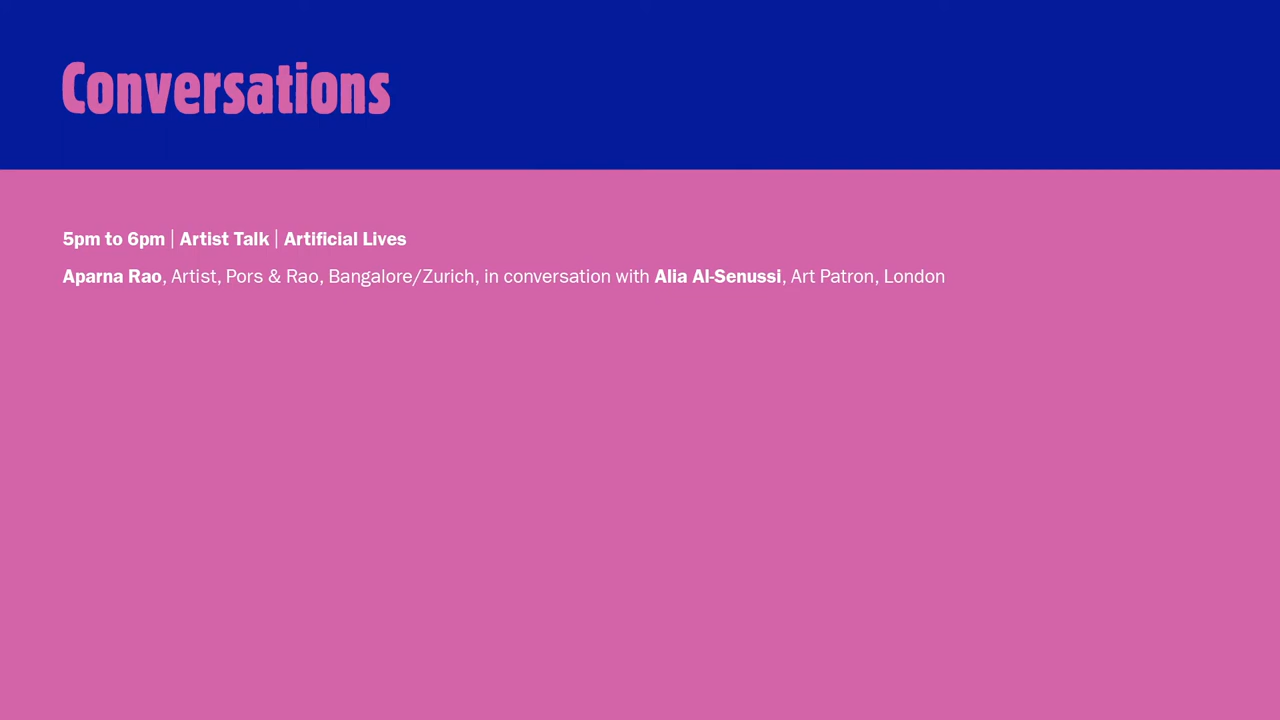 Conversations
5pm to 6pm | Artist Talk | Artificial Lives
Aparna Rao, Artist, Pors & Rao, Bangalore/Zurich, in conversation with Alia Al-Senussi, Art Patron, London